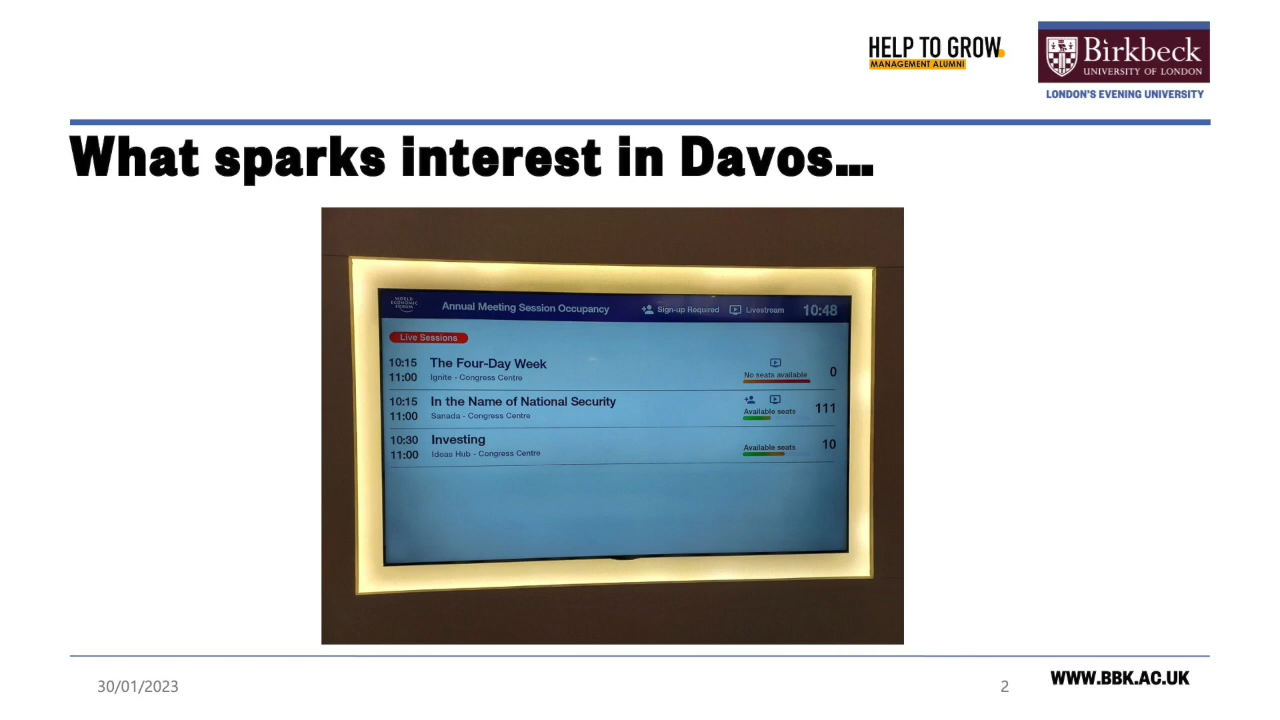 HELP TO GROW
MANAGEMENT ALUMNI
Birkbeck
UNIVERSITY OF LONDON
LONDON'S EVENING UNIVERSITY
What sparks interest in Davos...
WORLD
ECONOMIC
FORUM
Annual Meeting Session Occupancy
Sign-up Required
Livestream
10:48
Live Sessions
10:15 The Four-Day Week
11:00 Ignite - Congress Centre
No seats available 0
10:15 In the Name of National Security
11:00 Sanada - Congress Centre
Available seats 111
10:30 Investing
11:00 Ideas Hub - Congress Centre
Available seats 10
30/01/2023
2
WWW.BBK.AC.UK